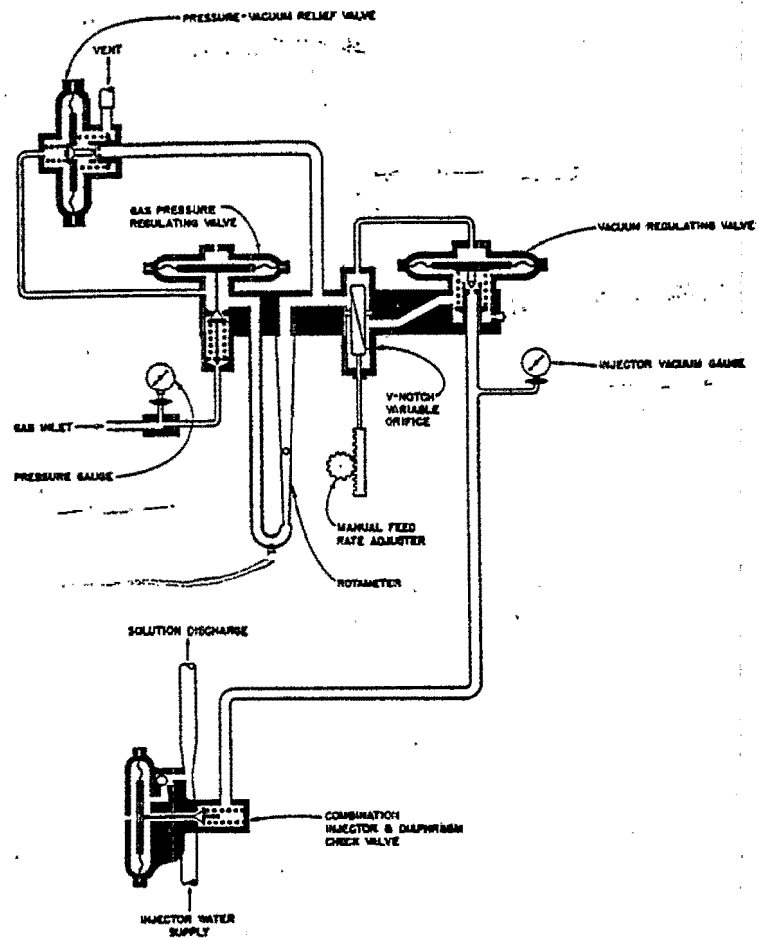 PRESSURE-VACUUM RELIEF VALVE
VENT
GAS PRESSURE
REGULATING VALVE
VACUUM REGULATING VALVE
INJECTOR VACUUM GAUGE
V-NOTCH
VARIABLE
ORIFICE
GAS INLET
PRESSURE GAUGE
MANUAL FEED
RATE ADJUSTER
ROTAMETER
SOLUTION DISCHARGE
COMBINATION
INJECTOR & DIAPHRAGM
CHECK VALVE
INJECTOR WATER
SUPPLY